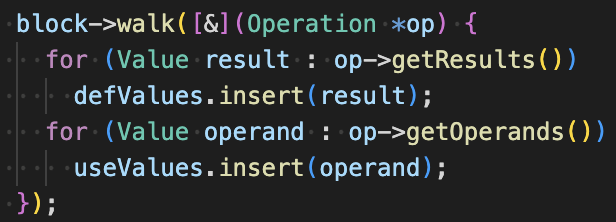 block->walk([&](Operation *op) {
for (Value result : op->getResults())
defValues.insert(result);
for (Value operand : op->getOperands())
useValues.insert(operand);
});